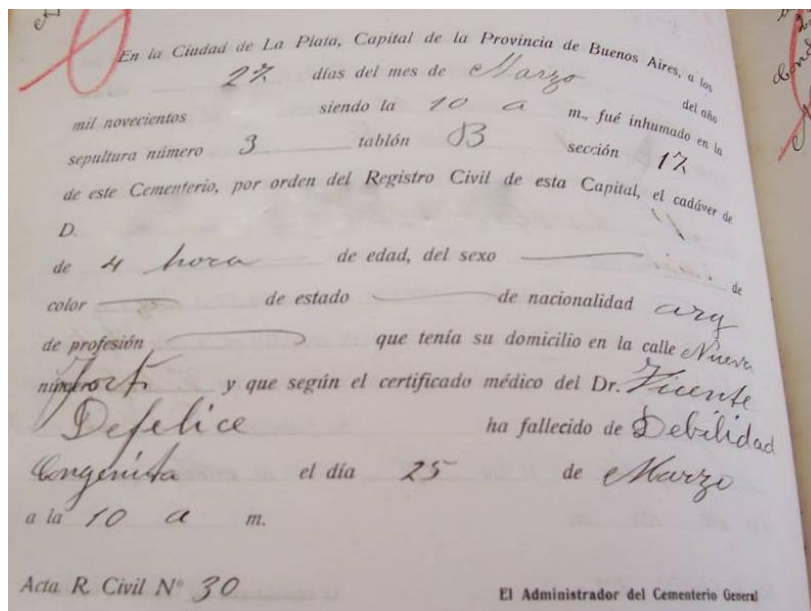 En la Ciudad de La Plata, Capital de la Provincia de Buenos Aires, a los
27 días del mes de Marzo del año
mil novecientos siendo la 10 a m., fué inhumado en la
sepultura número 3 tablón B sección 17
de este Cementerio, por orden del Registro Civil de esta Capital, el cadáver de
D.
de 4 hora de edad, del sexo de
color de estado de nacionalidad arg
de profesión que tenía su domicilio en la calle Nueva
número York y que según el certificado médico del Dr. Vicente
Defelice ha fallecido de Debilidad
Congenita el día 25 de Marzo
a la 10 a m.
Acta R. Civil Nº 30 El Administrador del Cementerio General